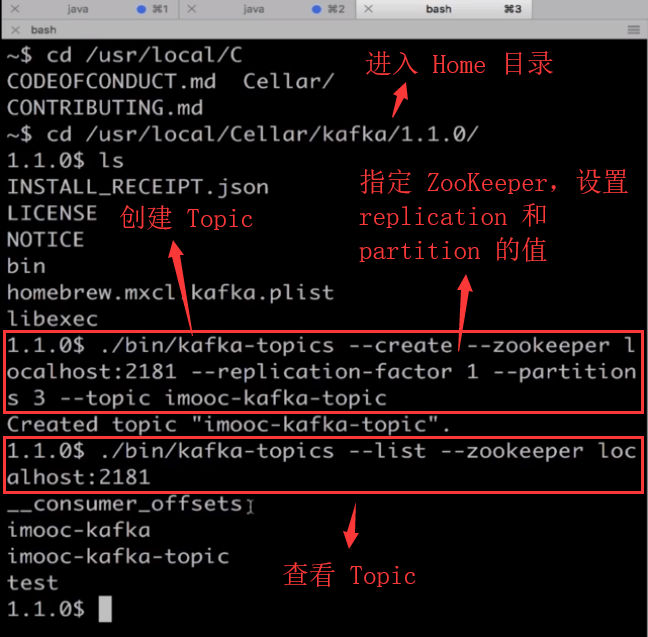 java ⌘1 java ⌘2 bash ⌘3
bash
~$ cd /usr/local/C
CODEOFCONDUCT.md Cellar/
CONTRIBUTING.md
进入 Home 目录
~$ cd /usr/local/Cellar/kafka/1.1.0/
1.1.0$ ls
INSTALL_RECEIPT.json
LICENSE
NOTICE
bin
homebrew.mxcl.kafka.plist
libexec
创建 Topic
指定 ZooKeeper，设置
replication 和
partition 的值
1.1.0$ ./bin/kafka-topics --create --zookeeper l
ocalhost:2181 --replication-factor 1 --partition
s 3 --topic imooc-kafka-topic
Created topic "imooc-kafka-topic".
1.1.0$ ./bin/kafka-topics --list --zookeeper loc
alhost:2181
__consumer_offsets
imooc-kafka
imooc-kafka-topic
test
1.1.0$
查看 Topic